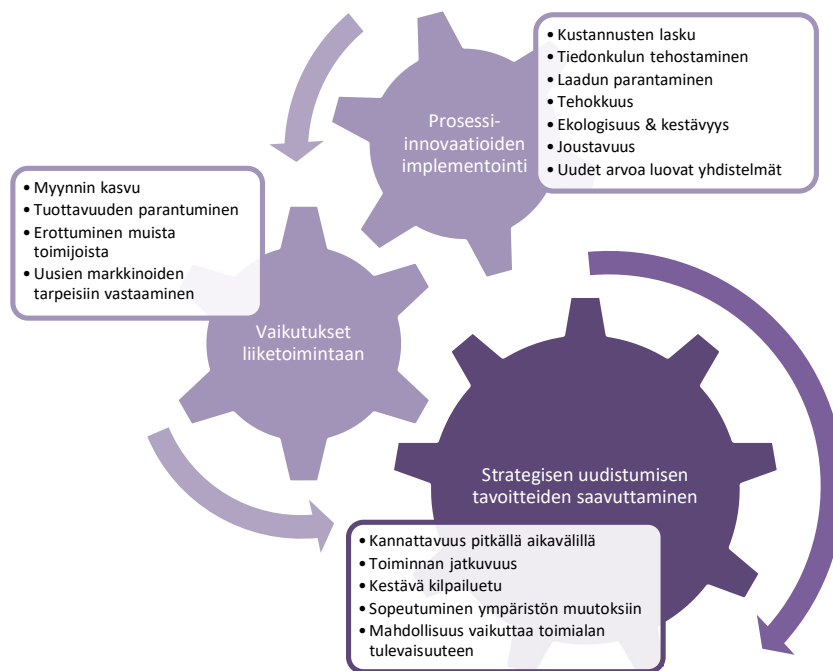 Prosessi-
innovaatioiden
implementointi
• Kustannusten lasku
• Tiedonkulun tehostaminen
• Laadun parantaminen
• Tehokkuus
• Ekologisuus & kestävyys
• Joustavuus
• Uudet arvoa luovat yhdistelmät
• Myynnin kasvu
• Tuottavuuden parantuminen
• Erottuminen muista
toimijoista
• Uusien markkinoiden
tarpeisiin vastaaminen
Vaikutukset
liiketoimintaan
Strategisen uudistumisen
tavoitteiden saavuttaminen
• Kannattavuus pitkällä aikavälillä
• Toiminnan jatkuvuus
• Kestävä kilpailuetu
• Sopeutuminen ympäristön muutoksiin
• Mahdollisuus vaikuttaa toimialan
tulevaisuuteen